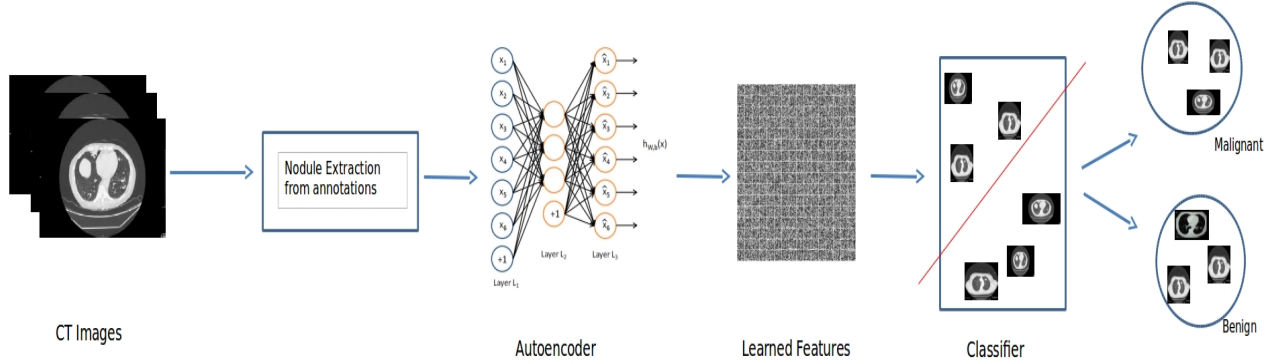 CT Images
Nodule Extraction
from annotations
x₁
x₂
x₃
x₄
x₅
x₆
+1
Layer L₁
+1
Layer L₂
x̂₁
x̂₂
x̂₃
x̂₄
x̂₅
x̂₆
Layer L₃
hW,b(x)
Autoencoder
Learned Features
Classifier
Malignant
Benign